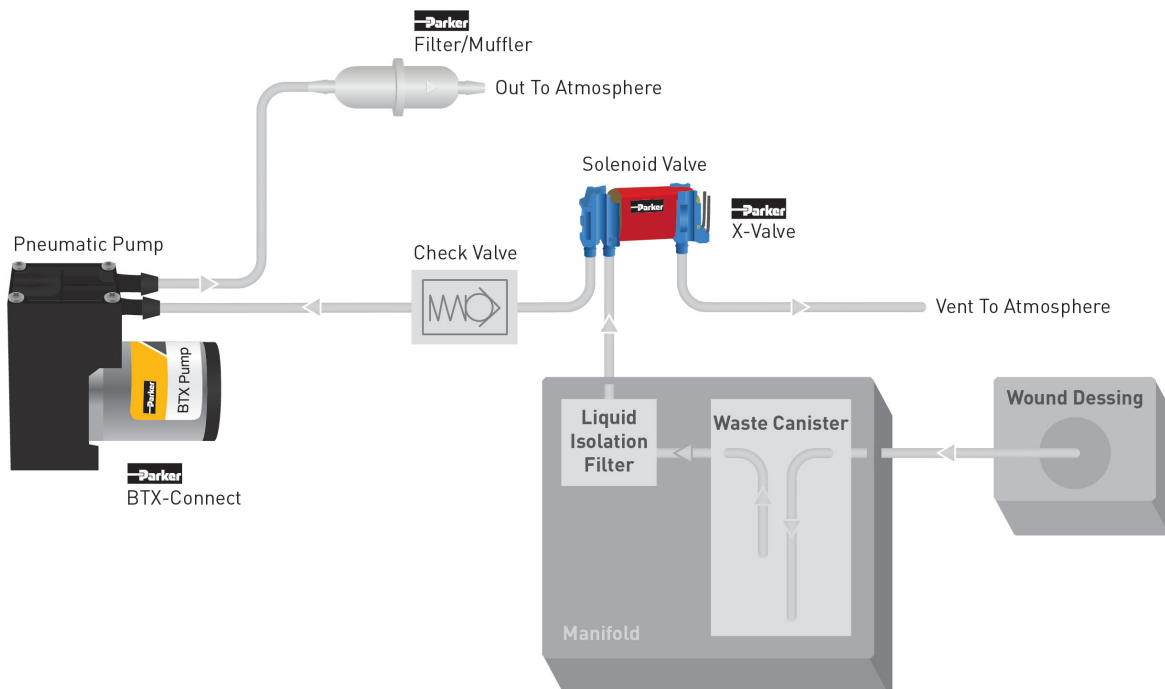 Parker
Filter/Muffler
Out To Atmosphere
Solenoid Valve
Parker
Parker
X-Valve
Pneumatic Pump
Check Valve
Vent To Atmosphere
Parker
BTX Pump
Wound Dessing
Liquid
Isolation
Filter
Waste Canister
Parker
BTX-Connect
Manifold